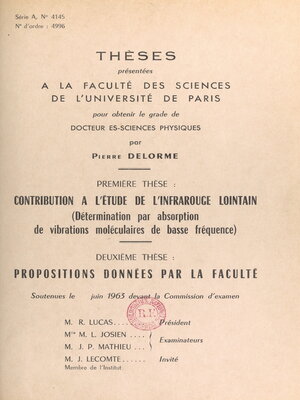 Série A, N° 4145
N° d'ordre : 4996
THÈSES
présentées
A LA FACULTÉ DES SCIENCES
DE L'UNIVERSITÉ DE PARIS
pour obtenir le grade de
DOCTEUR ES-SCIENCES PHYSIQUES
par
PIERRE DELORME
PREMIÈRE THÈSE :
CONTRIBUTION A L'ÉTUDE DE L'INFRAROUGE LOINTAIN
(Détermination par absorption
de vibrations moléculaires de basse fréquence)
DEUXIÈME THÈSE :
PROPOSITIONS DONNÉES PAR LA FACULTÉ
Soutenues le juin 1963 devant la Commission d'examen
M. R. LUCAS..... Président
Mme M. L. JOSIEN .....
Examinateurs
M. J. P. MATHIEU ...
M. J. LECOMTE ..... Invité
Membre de l'Institut.